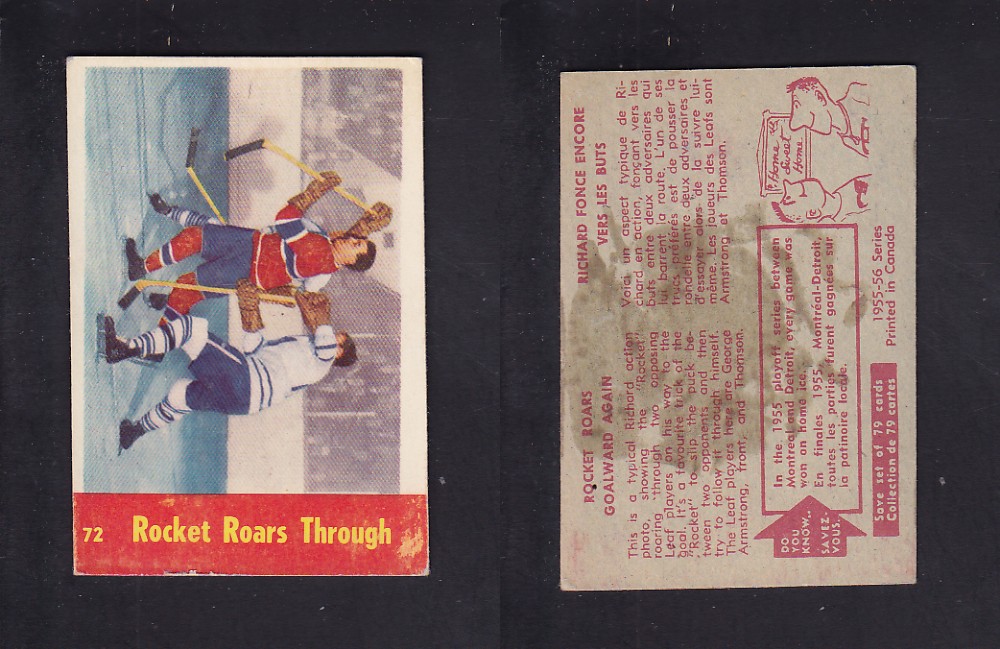 72 Rocket Roars Through
ROCKET ROARS
GOALWARD AGAIN
This is a typical Richard action
photo, showing the "Rocket"
roaring through two opposing
Leaf players on his way to the
goal. It's a favourite trick of the
"Rocket" to slip the puck be-
tween two opponents and then
try to follow it through himself.
The Leaf players here are George
Armstrong, front, and Thomson.
RICHARD FONCE ENCORE
VERS LES BUTS
Voici un aspect typique de Ri-
chard en action, fonçant vers les
buts entre deux adversaires qui
lui barrent la route. L'un de ses
trucs préférés est de pousser la
rondelle entre deux adversaires et
d'essayer alors de la suivre lui-
même. Les joueurs des Leafs sont
Armstrong et Thomson.
DO
YOU
KNOW..
SAVEZ-
VOUS..
In the 1955 playoff series between
Montreal and Detroit, every game was
won on home ice.
En finales 1955, Montréal-Detroit,
toutes les parties furent gagnées sur
la patinoire locale.
Home
Sweet
Home
Save set of 79 cards
Collection de 79 cartes
1955-56 Series
Printed in Canada